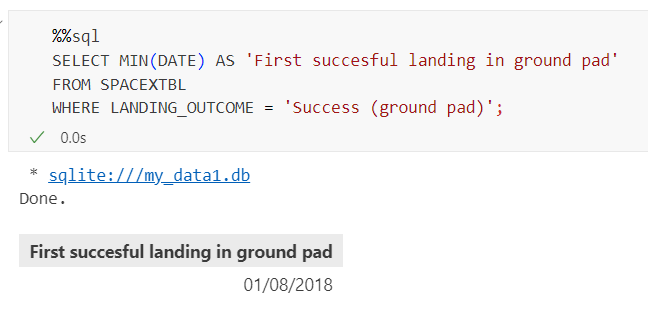 %%sql
SELECT MIN(DATE) AS 'First succesful landing in ground pad'
FROM SPACEXTBL
WHERE LANDING_OUTCOME = 'Success (ground pad)';
0.0s
* sqlite:///my_data1.db
Done.
First succesful landing in ground pad
01/08/2018